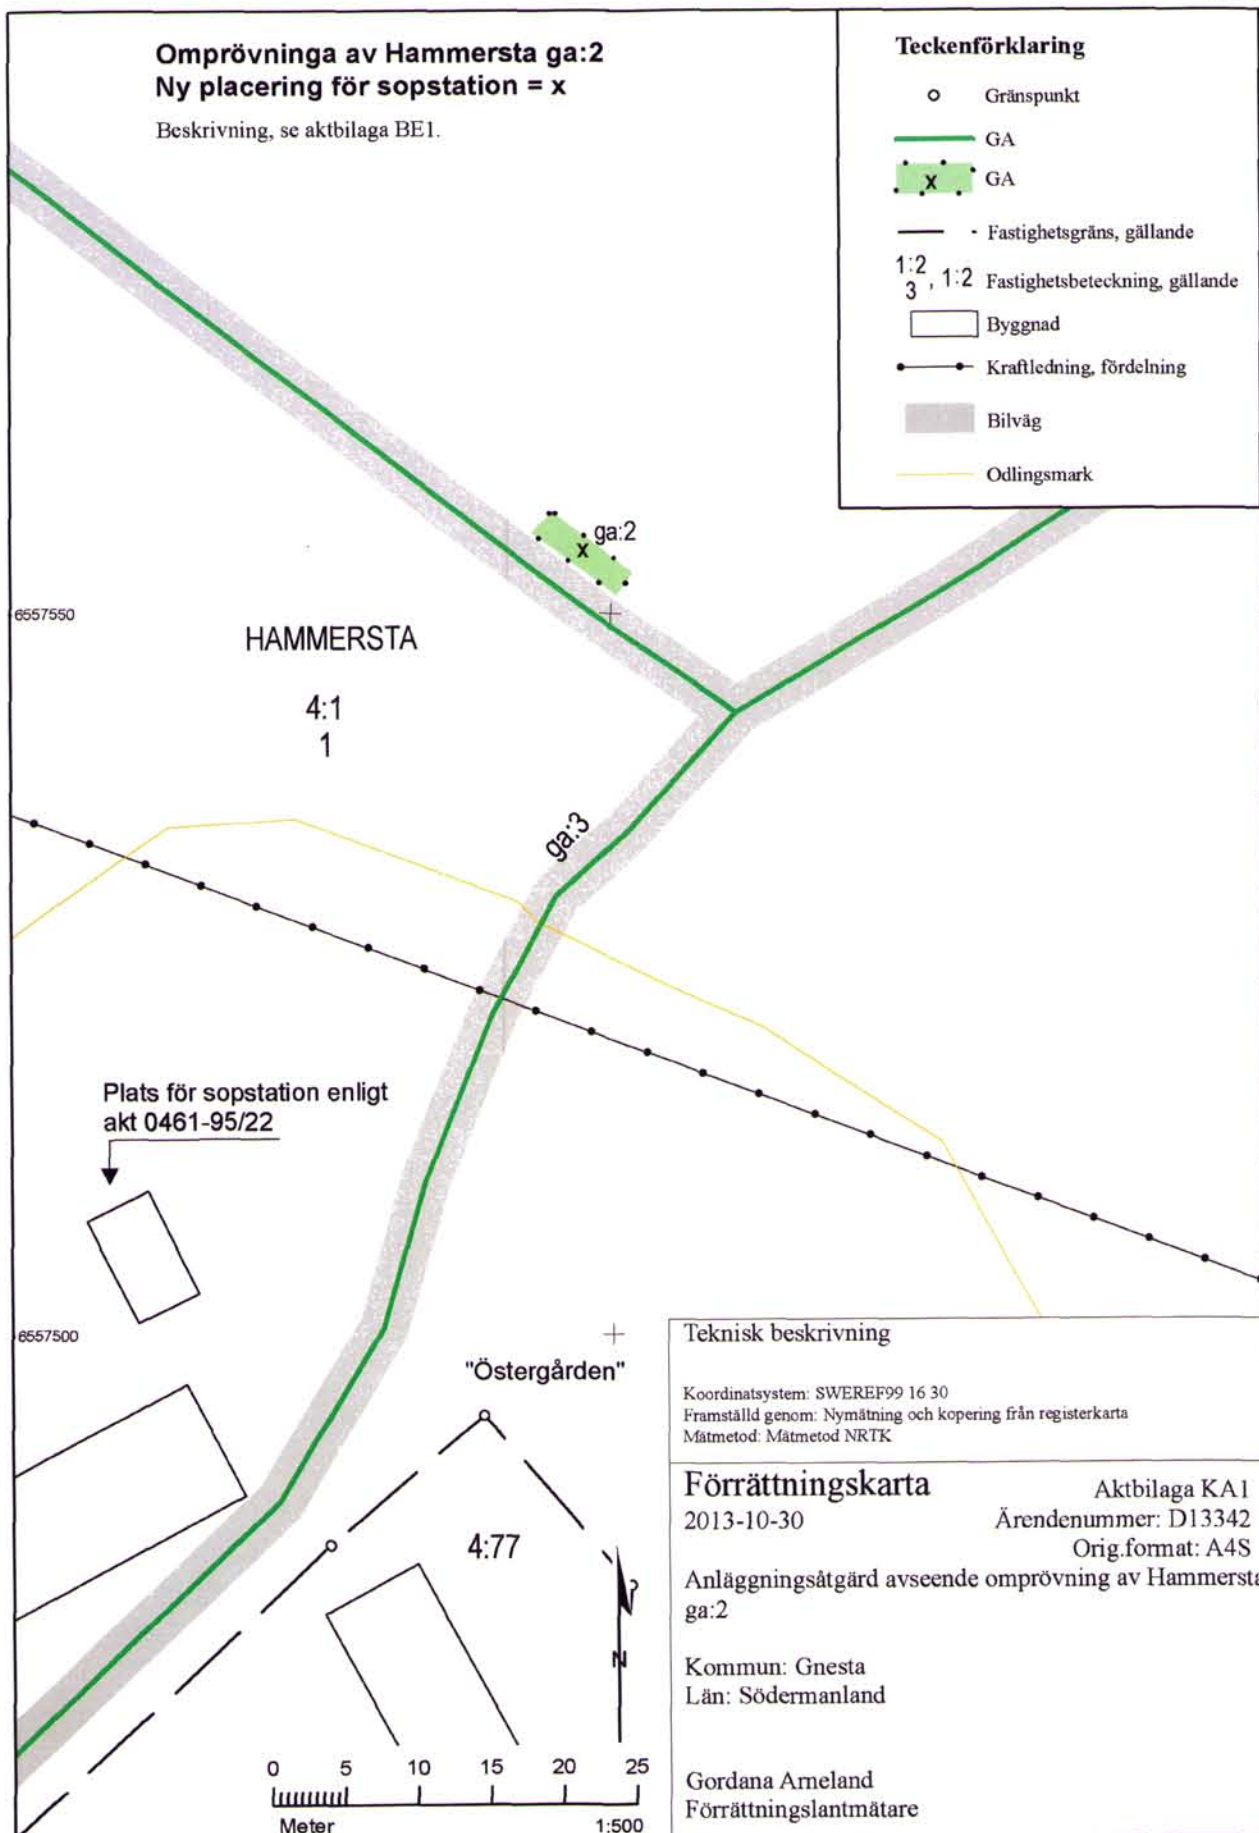 Omprövninga av Hammersta ga:2
Ny placering för sopstation = x
Beskrivning, se aktbilaga BE1.
Teckenförklaring
Gränspunkt
GA
x GA
Fastighetsgräns, gällande
1:2
3 , 1:2 Fastighetsbeteckning, gällande
Byggnad
Kraftledning, fördelning
Bilväg
Odlingsmark
ga:2
x
6557550
HAMMERSTA
4:1
1
ga:3
Plats för sopstation enligt
akt 0461-95/22
6557500
"Östergården"
4:77
N
0 5 10 15 20 25
Meter 1:500
Teknisk beskrivning
Koordinatsystem: SWEREF99 16 30
Framställd genom: Nymätning och kopering från registerkarta
Mätmetod: Mätmetod NRTK
Förrättningskarta Aktbilaga KA1
2013-10-30 Ärendenummer: D13342
Orig.format: A4S
Anläggningsåtgärd avseende omprövning av Hammersta
ga:2
Kommun: Gnesta
Län: Södermanland
Gordana Arneland
Förrättningslantmätare